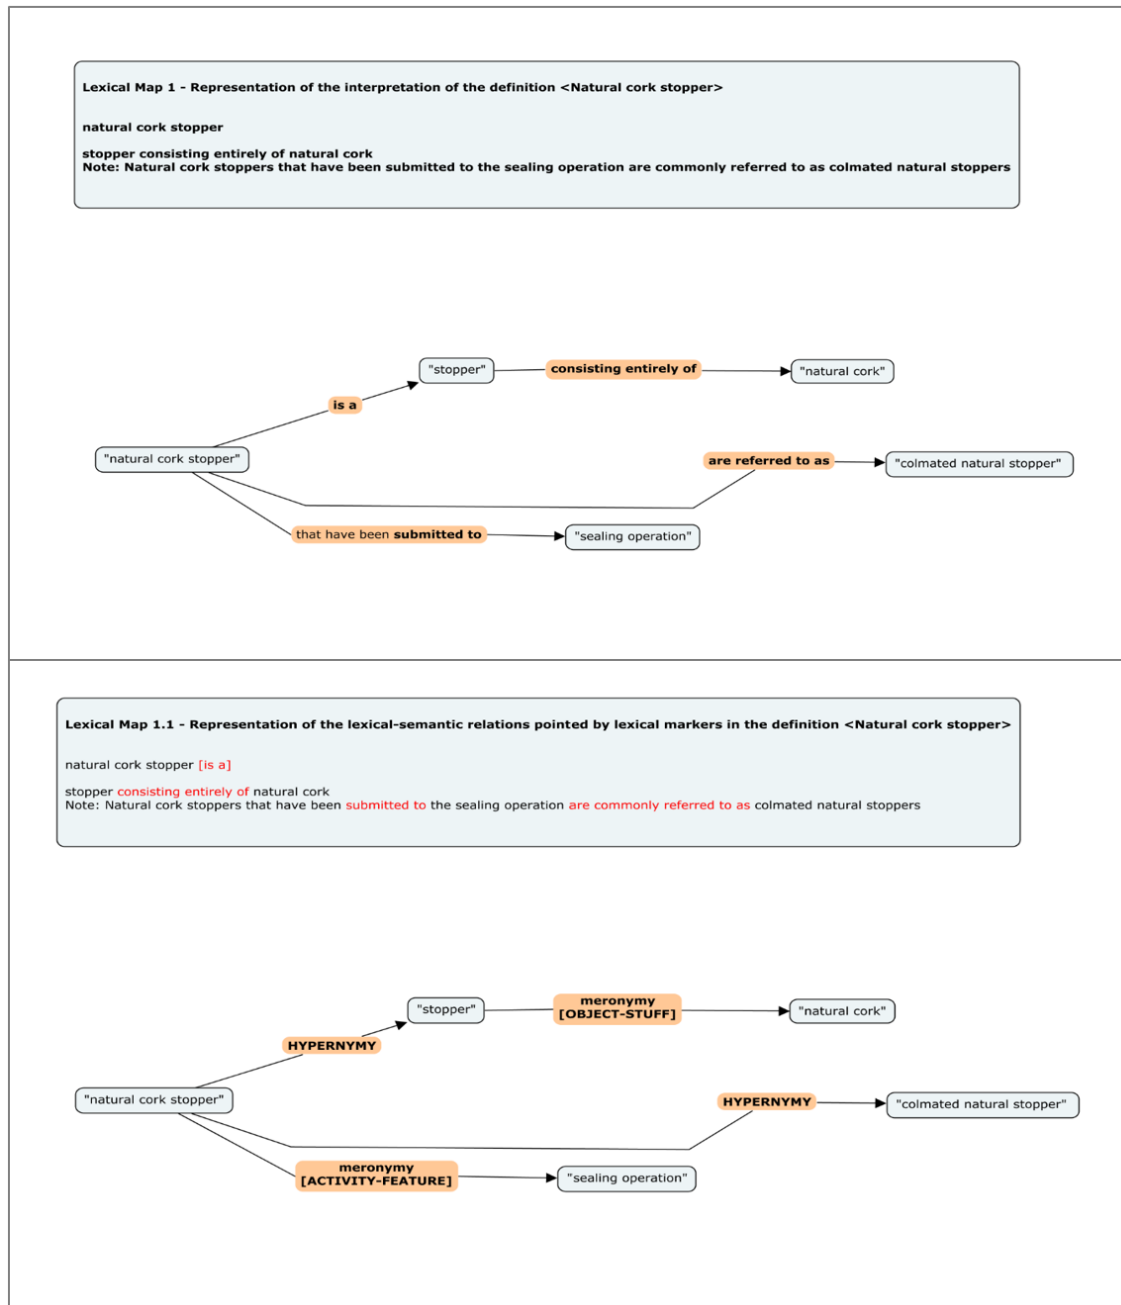 Lexical Map 1 - Representation of the interpretation of the definition <Natural cork stopper>
natural cork stopper
stopper consisting entirely of natural cork
Note: Natural cork stoppers that have been submitted to the sealing operation are commonly referred to as colmated natural stoppers
"stopper"
consisting entirely of
"natural cork"
is a
"natural cork stopper"
are referred to as
"colmated natural stopper"
that have been submitted to
"sealing operation"
Lexical Map 1.1 - Representation of the lexical-semantic relations pointed by lexical markers in the definition <Natural cork stopper>
natural cork stopper [is a]
stopper consisting entirely of natural cork
Note: Natural cork stoppers that have been submitted to the sealing operation are commonly referred to as colmated natural stoppers
"stopper"
meronymy
[OBJECT-STUFF]
"natural cork"
HYPERNYMY
"natural cork stopper"
HYPERNYMY
"colmated natural stopper"
meronymy
[ACTIVITY-FEATURE]
"sealing operation"